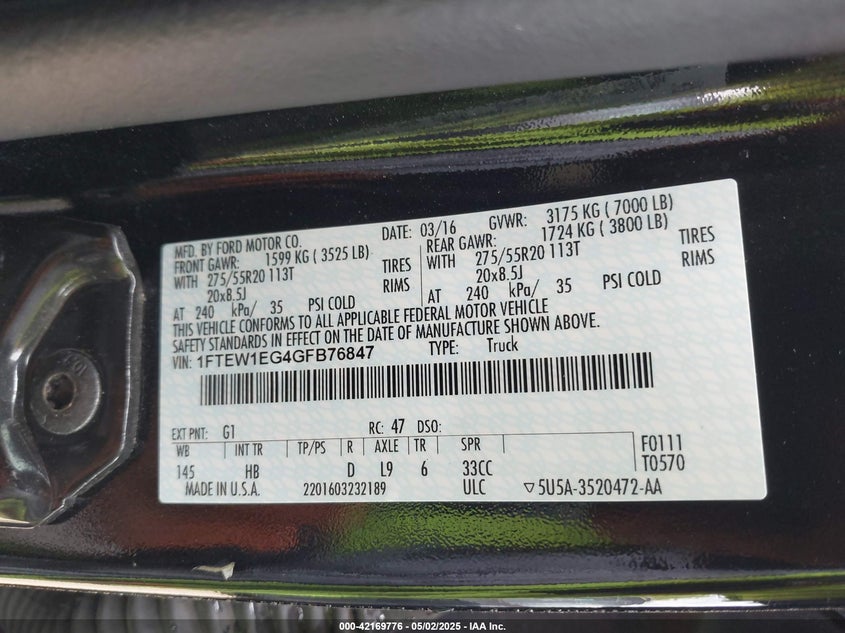 MFD. BY FORD MOTOR CO. DATE: 03/16 GVWR: 3175 KG ( 7000 LB)
FRONT GAWR: 1599 KG ( 3525 LB) REAR GAWR: 1724 KG ( 3800 LB)
WITH 275/55R20 113T TIRES WITH 275/55R20 113T TIRES
20x8.5J RIMS 20x8.5J RIMS
AT 240 kPa/ 35 PSI COLD AT 240 kPa/ 35 PSI COLD
THIS VEHICLE CONFORMS TO ALL APPLICABLE FEDERAL MOTOR VEHICLE
SAFETY STANDARDS IN EFFECT ON THE DATE OF MANUFACTURE SHOWN ABOVE.
VIN: 1FTEW1EG4GFB76847 TYPE: Truck
EXT PNT: G1 RC: 47 DSO:
WB INT TR TP/PS R AXLE TR SPR F0111
145 HB D L9 6 33CC T0570
MADE IN U.S.A. 2201603232189 ULC ▽5U5A-3520472-AA
000-42169776 - 05/02/2025 - IAA Inc.